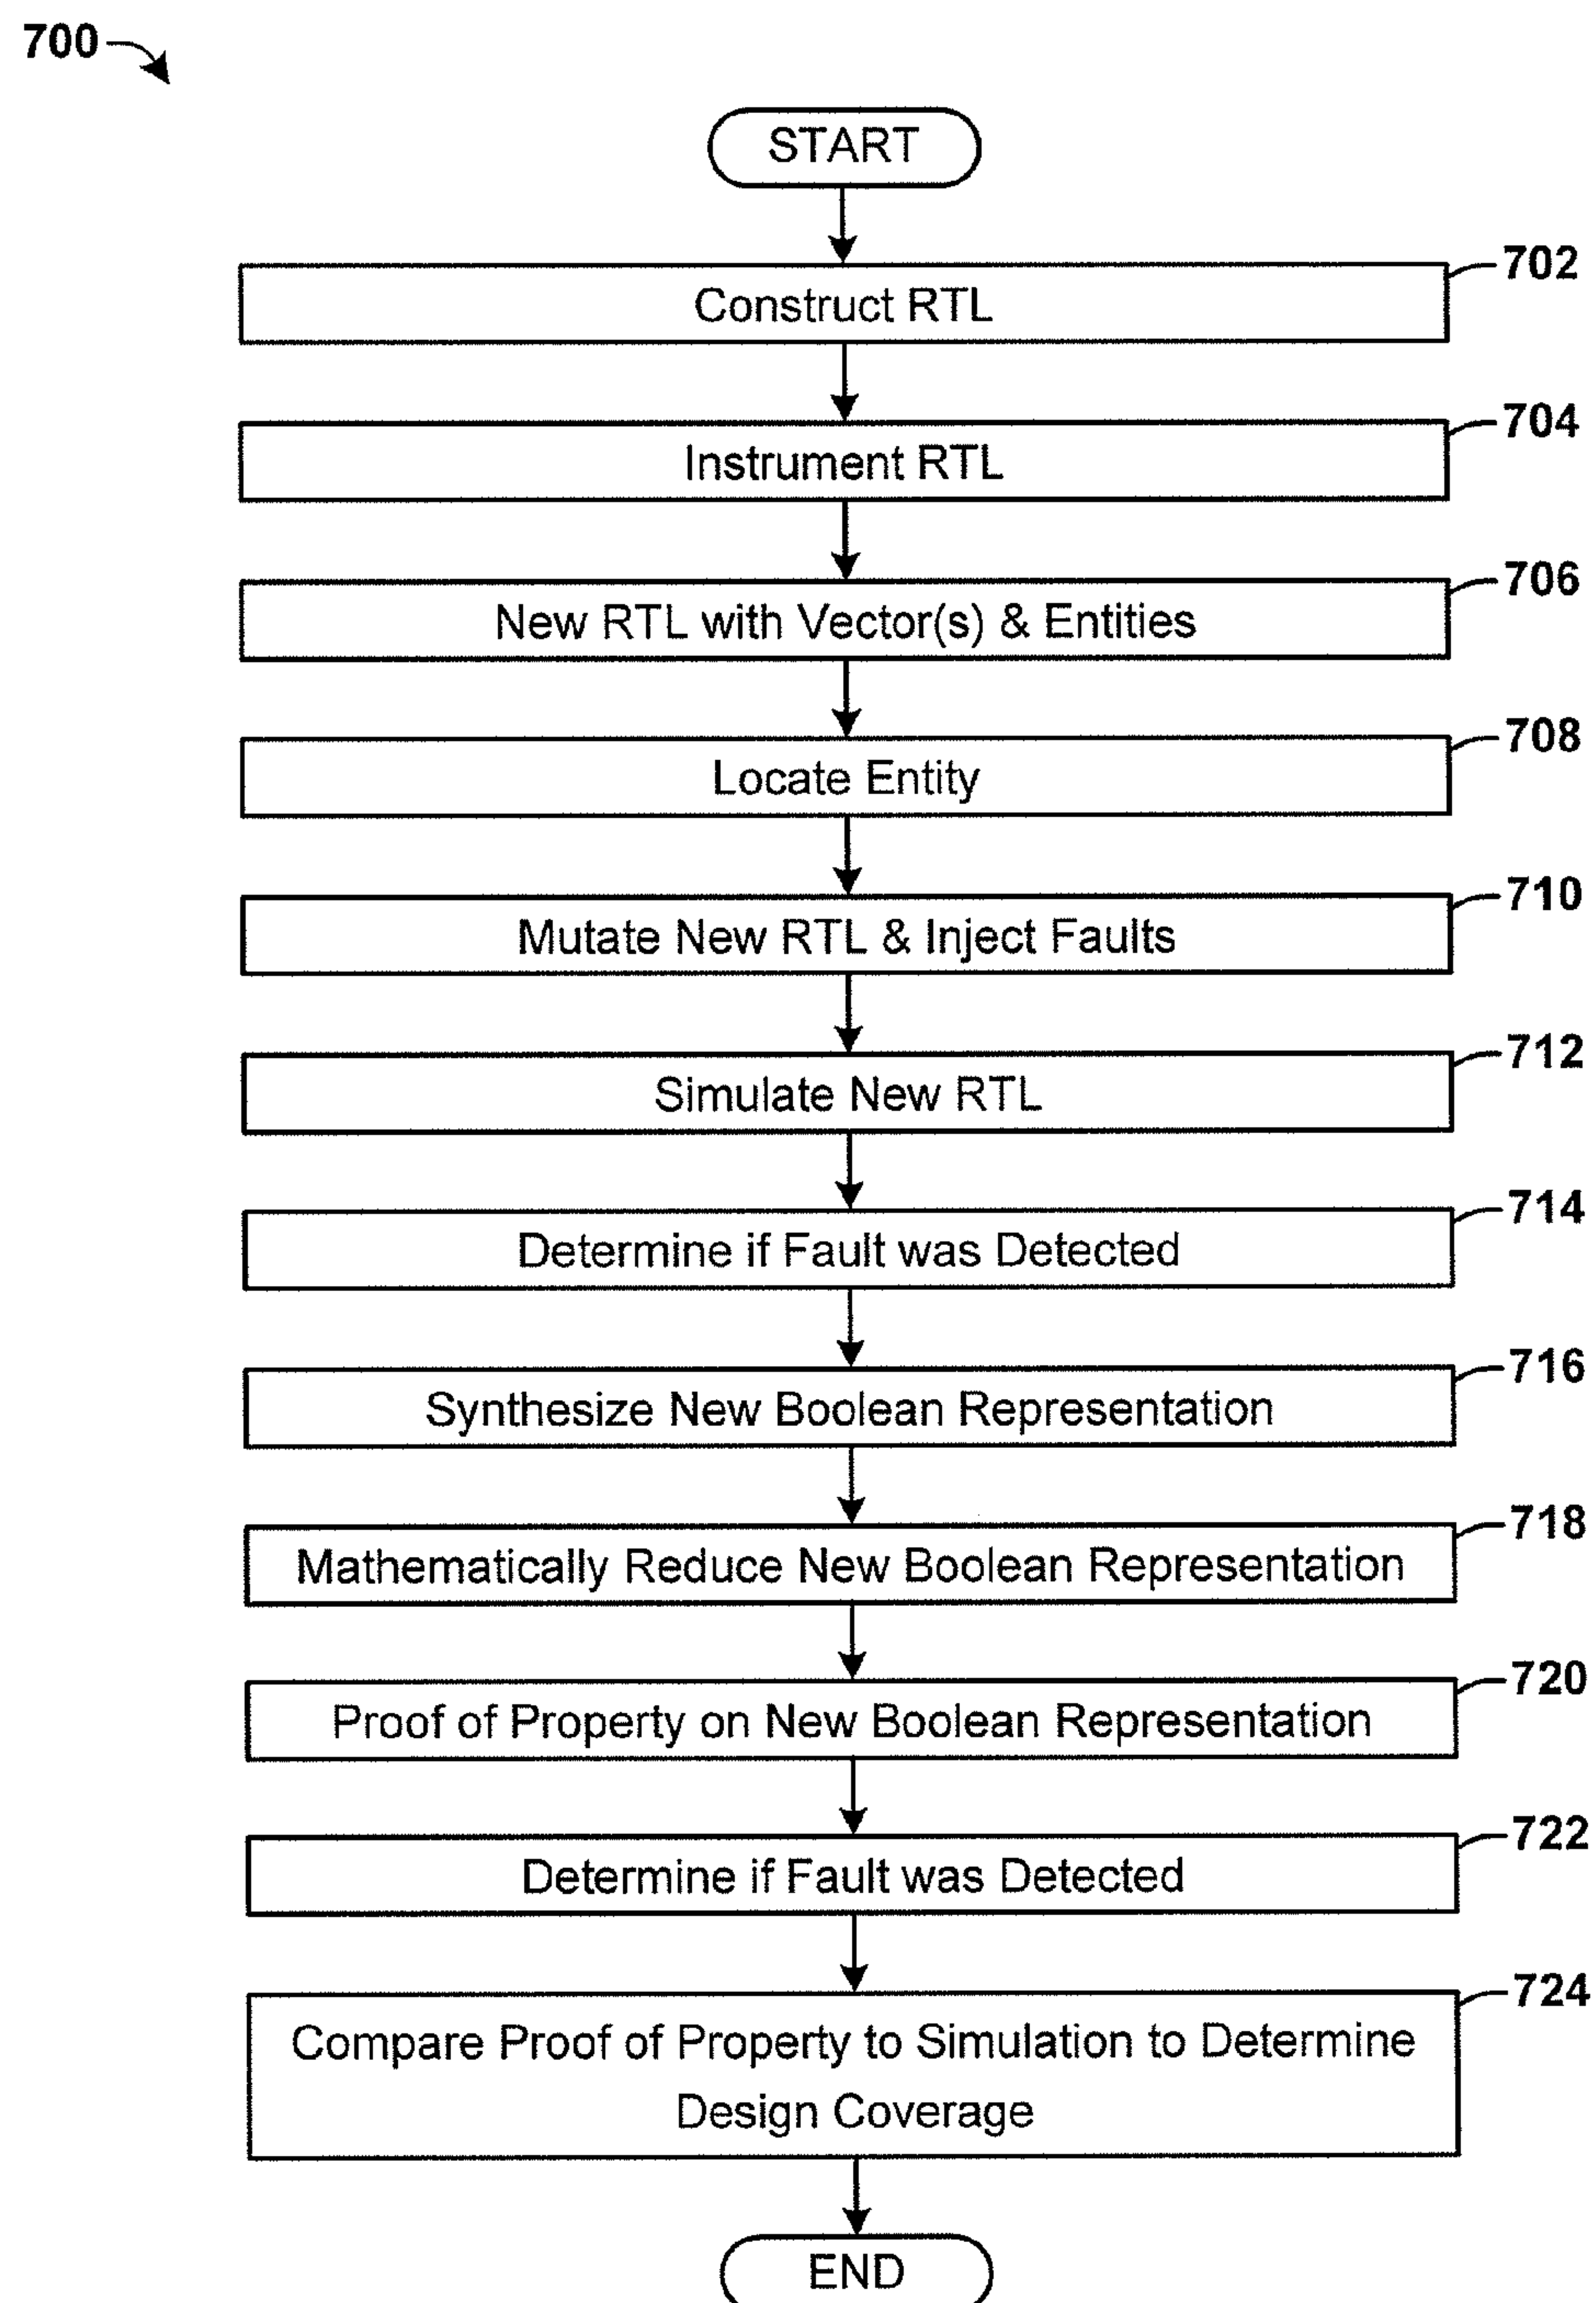 700
START
702
Construct RTL
704
Instrument RTL
706
New RTL with Vector(s) & Entities
708
Locate Entity
710
Mutate New RTL & Inject Faults
712
Simulate New RTL
714
Determine if Fault was Detected
716
Synthesize New Boolean Representation
718
Mathematically Reduce New Boolean Representation
720
Proof of Property on New Boolean Representation
722
Determine if Fault was Detected
724
Compare Proof of Property to Simulation to Determine
Design Coverage
END